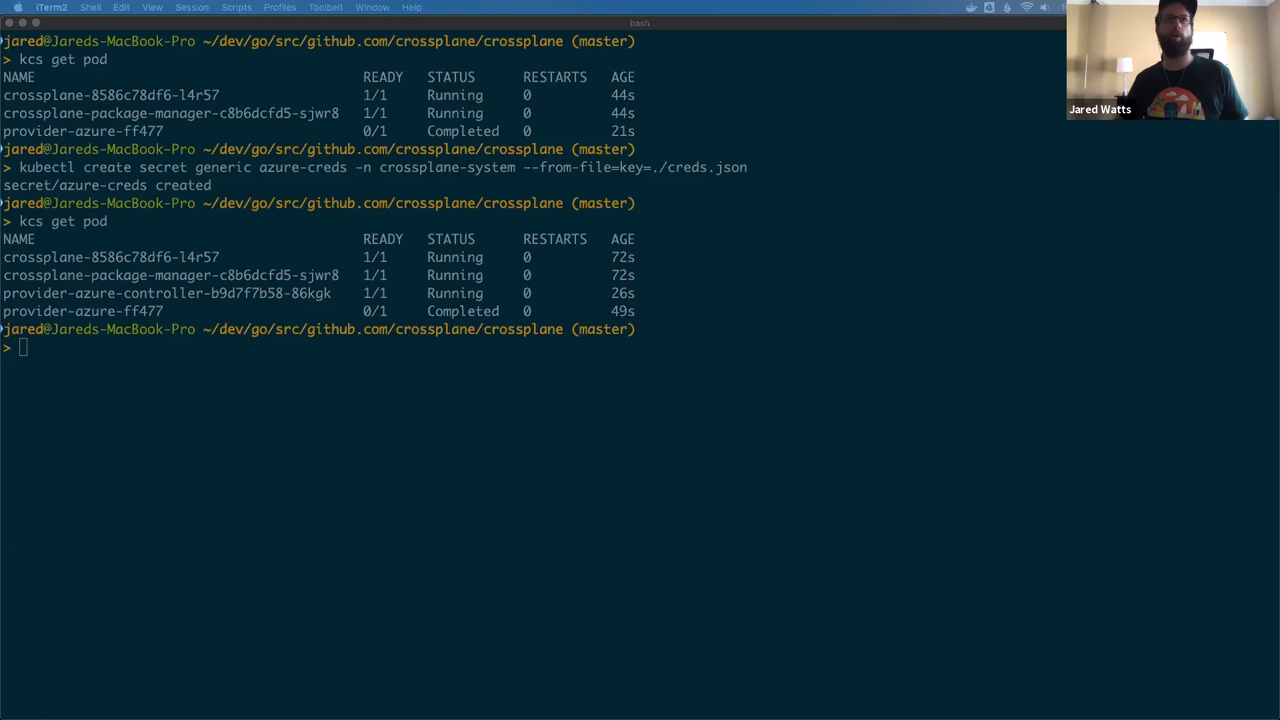 iTerm2 Shell Edit View Session Scripts Profiles Toolbelt Window Help
bash
jared@Jareds-MacBook-Pro ~/dev/go/src/github.com/crossplane/crossplane (master)
> kcs get pod
NAME READY STATUS RESTARTS AGE
crossplane-8586c78df6-l4r57 1/1 Running 0 44s
crossplane-package-manager-c8b6dcfd5-sjwr8 1/1 Running 0 44s
provider-azure-ff477 0/1 Completed 0 21s
jared@Jareds-MacBook-Pro ~/dev/go/src/github.com/crossplane/crossplane (master)
> kubectl create secret generic azure-creds -n crossplane-system --from-file=key=./creds.json
secret/azure-creds created
jared@Jareds-MacBook-Pro ~/dev/go/src/github.com/crossplane/crossplane (master)
> kcs get pod
NAME READY STATUS RESTARTS AGE
crossplane-8586c78df6-l4r57 1/1 Running 0 72s
crossplane-package-manager-c8b6dcfd5-sjwr8 1/1 Running 0 72s
provider-azure-controller-b9d7f7b58-86kgk 1/1 Running 0 26s
provider-azure-ff477 0/1 Completed 0 49s
jared@Jareds-MacBook-Pro ~/dev/go/src/github.com/crossplane/crossplane (master)
>
Jared Watts